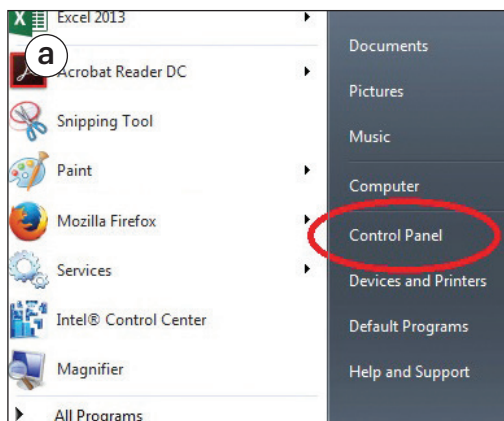 Excel 2013
a
Acrobat Reader DC
Snipping Tool
Paint
Mozilla Firefox
Services
Intel® Control Center
Magnifier
All Programs
Documents
Pictures
Music
Computer
Control Panel
Devices and Printers
Default Programs
Help and Support